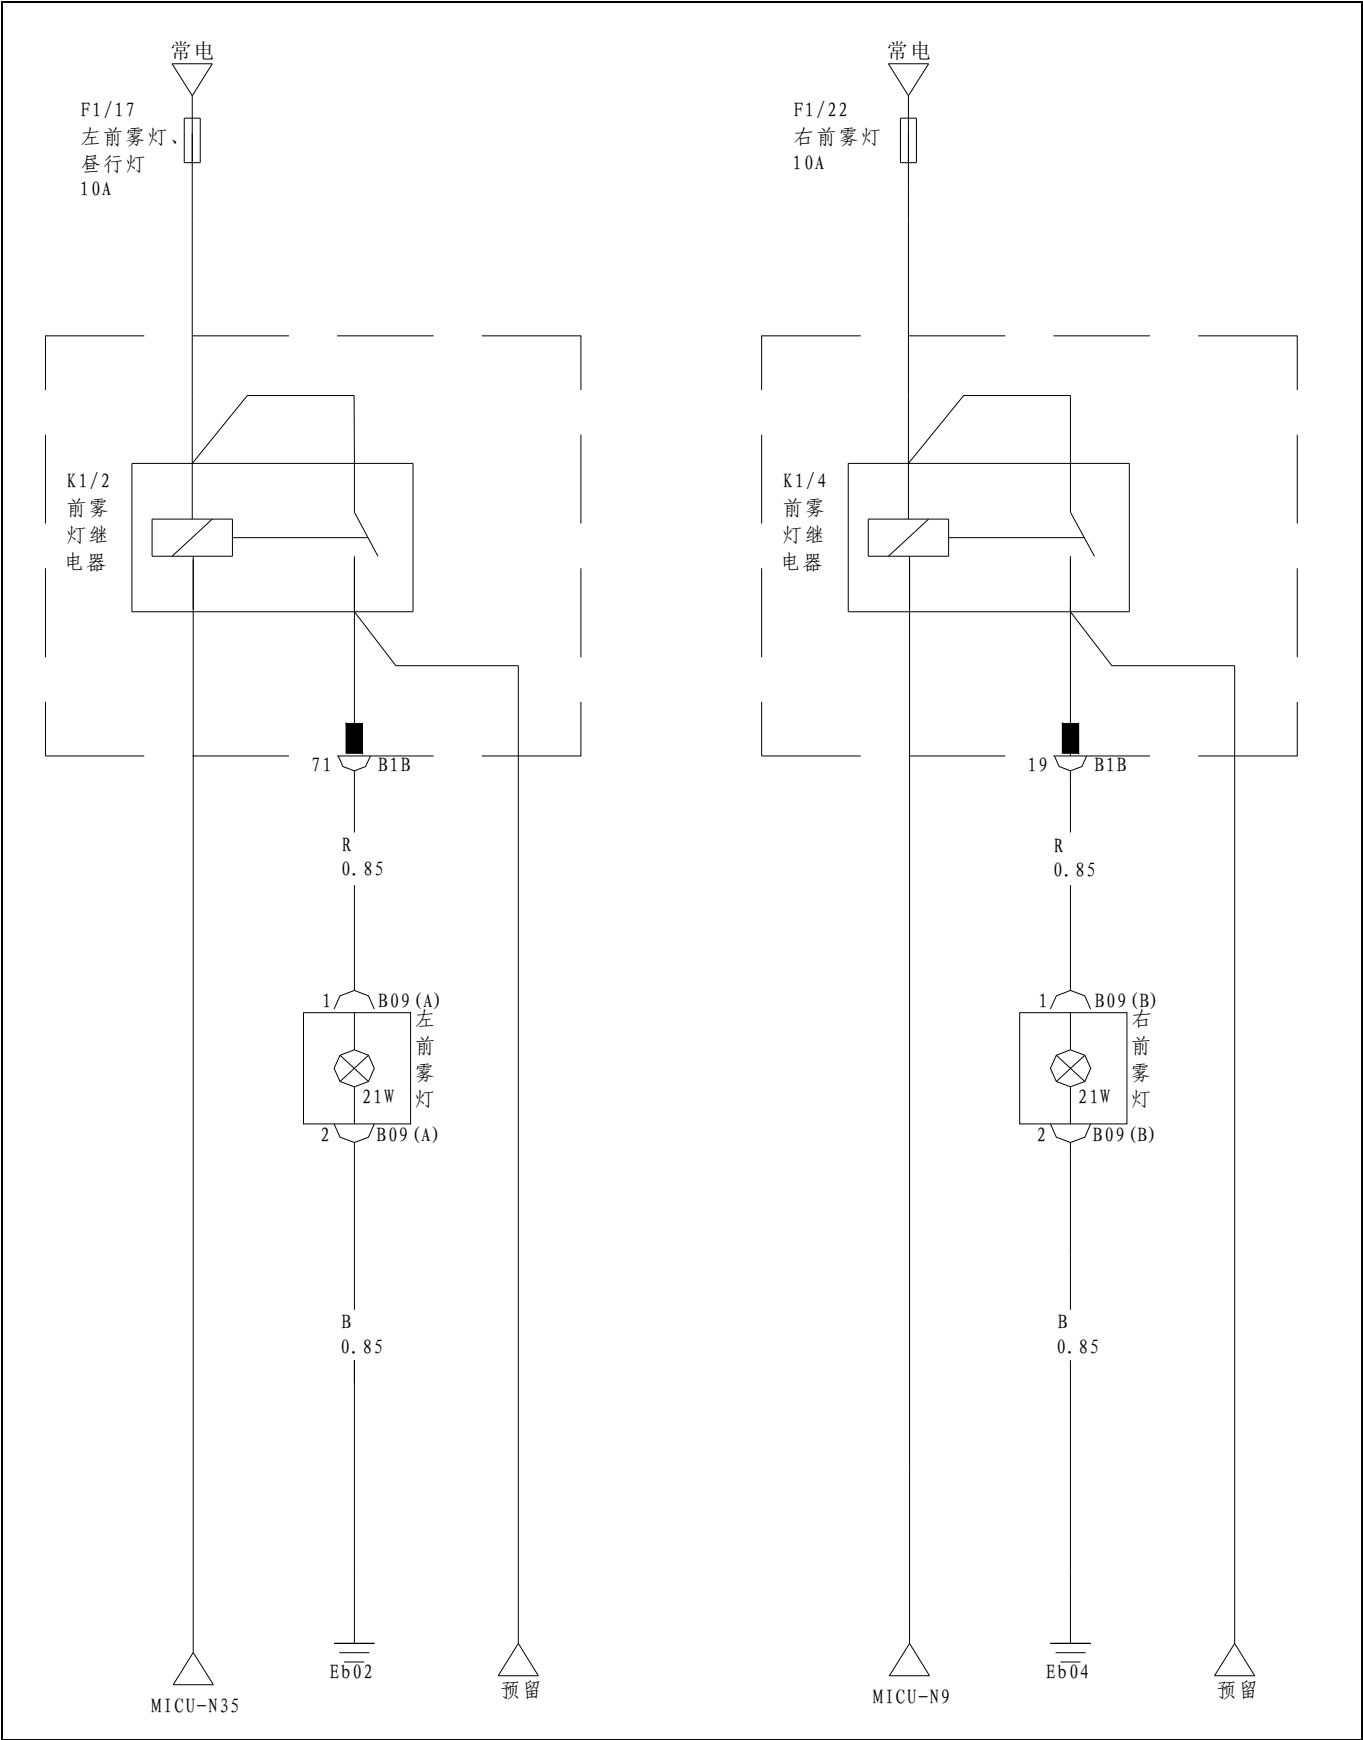 常电
F1/17
左前雾灯、
昼行灯
10A
K1/2
前雾
灯继
电器
71 B1B
R
0.85
1 B09(A)
左前雾灯
21W
2 B09(A)
B
0.85
MICU-N35
Eb02
预留
常电
F1/22
右前雾灯
10A
K1/4
前雾
灯继
电器
19 B1B
R
0.85
1 B09(B)
右前雾灯
21W
2 B09(B)
B
0.85
MICU-N9
Eb04
预留